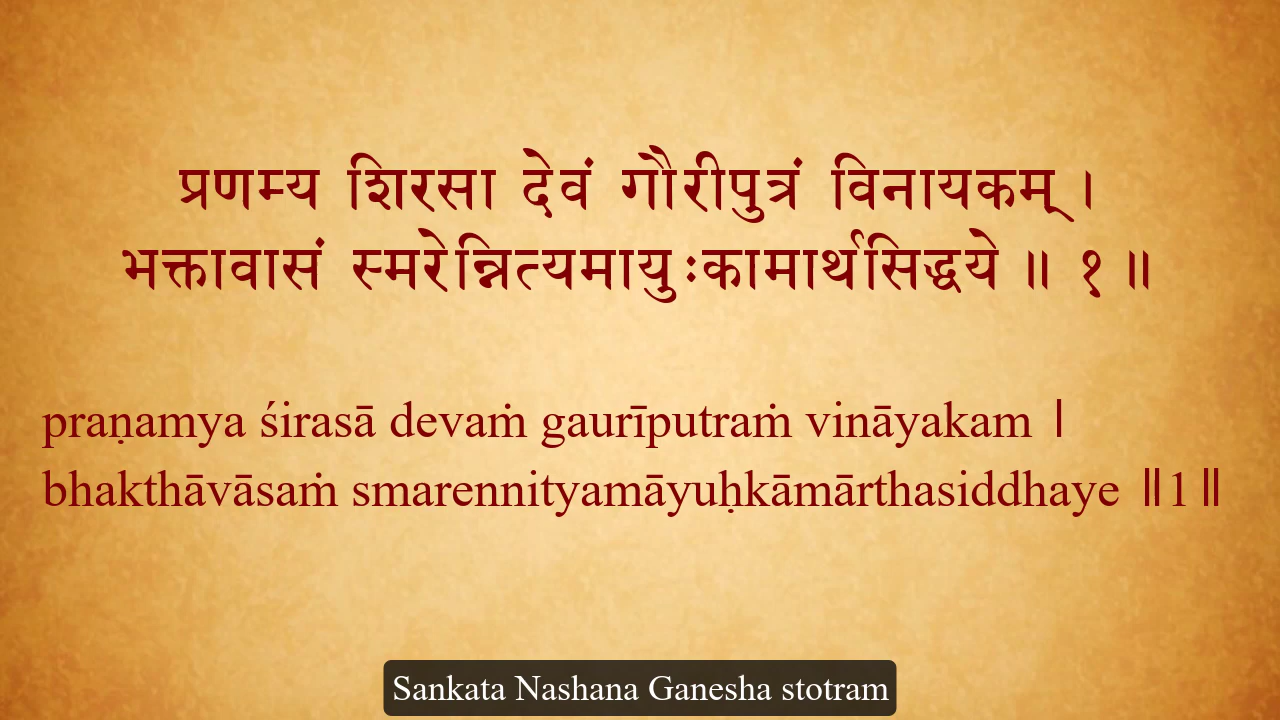 प्रणम्य शिरसा देवं गौरीपुत्रं विनायकम् ।
भक्तावासं स्मरेन्नित्यमायुःकामार्थसिद्धये ॥ १ ॥
praṇamya śirasā devaṁ gaurīputraṁ vināyakam ।
bhakthāvāsaṁ smarennityamāyuḥkāmārthasiddhaye ॥1॥
Sankata Nashana Ganesha stotram